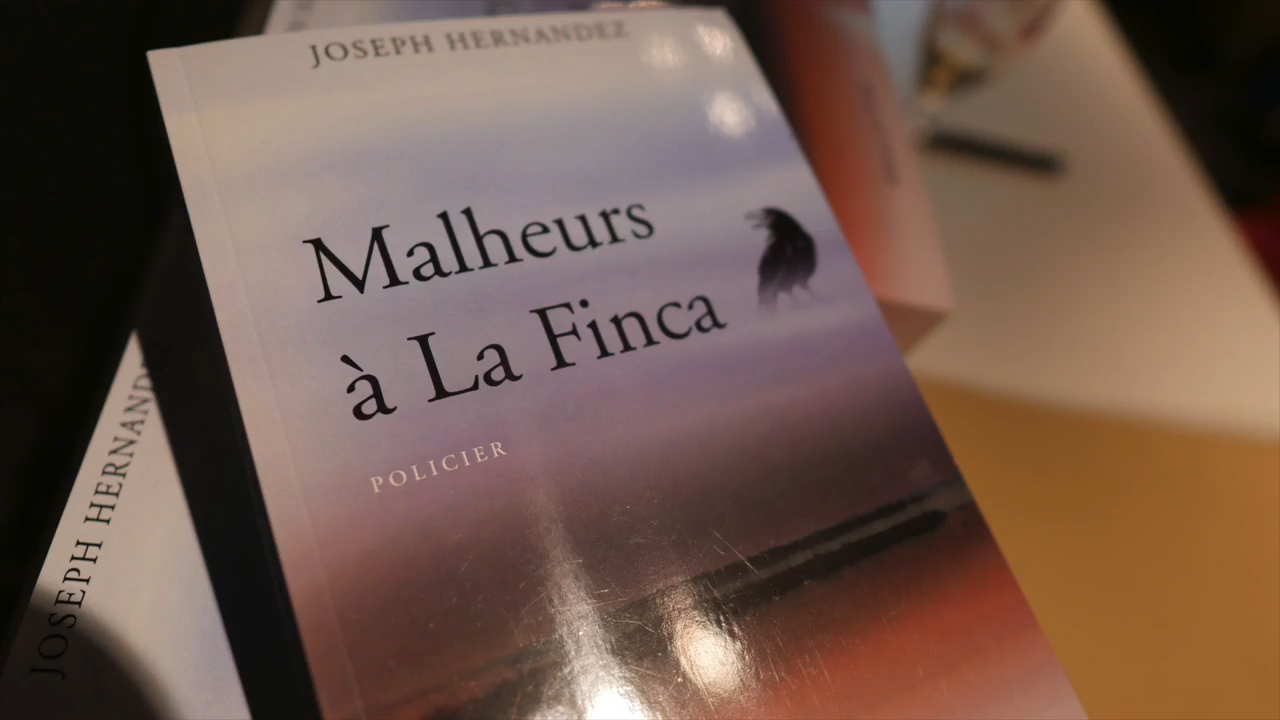 JOSEPH HERNANDEZ
Malheurs
à La Finca
POLICIER
JOSEPH HERNANDEZ